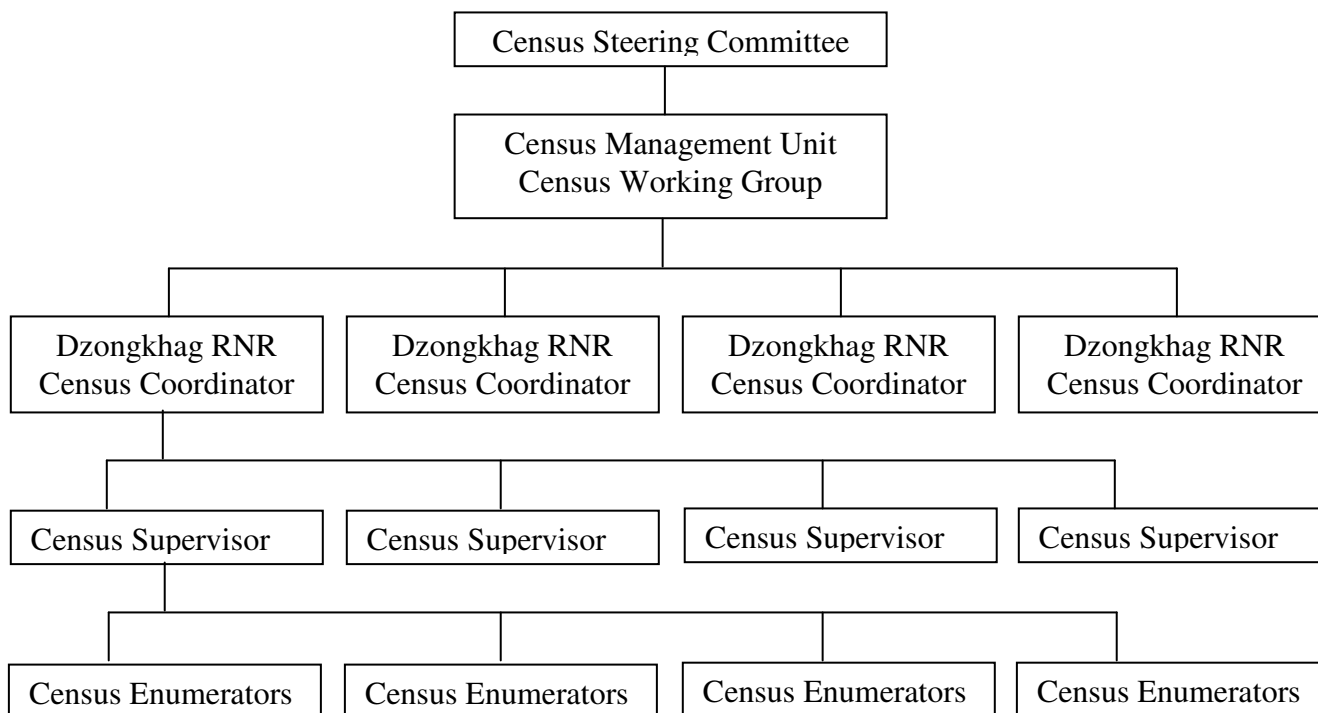 Census Steering Committee
Census Management Unit
Census Working Group
Dzongkhag RNR
Census Coordinator
Dzongkhag RNR
Census Coordinator
Dzongkhag RNR
Census Coordinator
Dzongkhag RNR
Census Coordinator
Census Supervisor
Census Supervisor
Census Supervisor
Census Supervisor
Census Enumerators
Census Enumerators
Census Enumerators
Census Enumerators